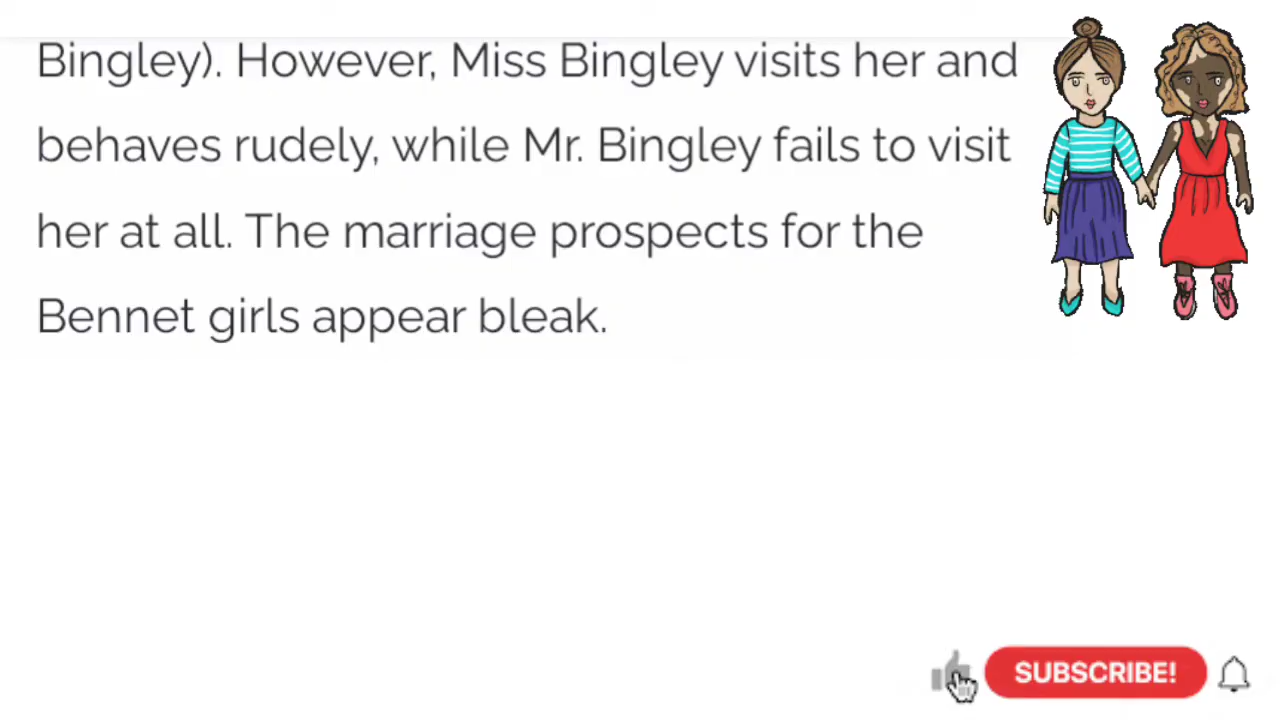 Bingley). However, Miss Bingley visits her and
behaves rudely, while Mr. Bingley fails to visit
her at all. The marriage prospects for the
Bennet girls appear bleak.
SUBSCRIBE!